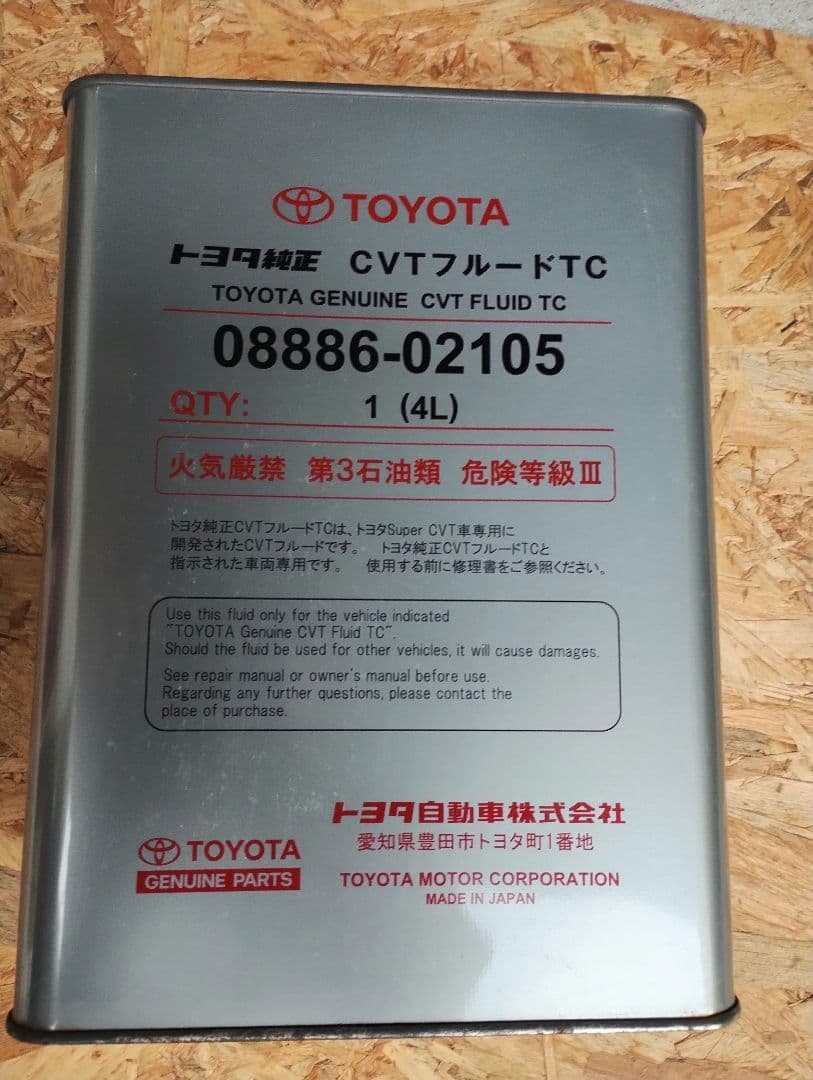 TOYOTA
トヨタ純正 CVTフルードTC
TOYOTA GENUINE CVT FLUID TC
08886-02105
QTY: 1 (4L)
火気厳禁 第3石油類 危険等級Ⅲ
トヨタ純正CVTフルードTCは、トヨタSuper CVT車専用に
開発されたCVTフルードです。 トヨタ純正CVTフルードTCと
指示された車両専用です。 使用する前に修理書をご参照ください。
Use this fluid only for the vehicle indicated
"TOYOTA Genuine CVT Fluid TC".
Should the fluid be used for other vehicles, it will cause damages.
See repair manual or owner's manual before use.
Regarding any further questions, please contact the
place of purchase.
トヨタ自動車株式会社
愛知県豊田市トヨタ町1番地
TOYOTA
GENUINE PARTS
TOYOTA MOTOR CORPORATION
MADE IN JAPAN